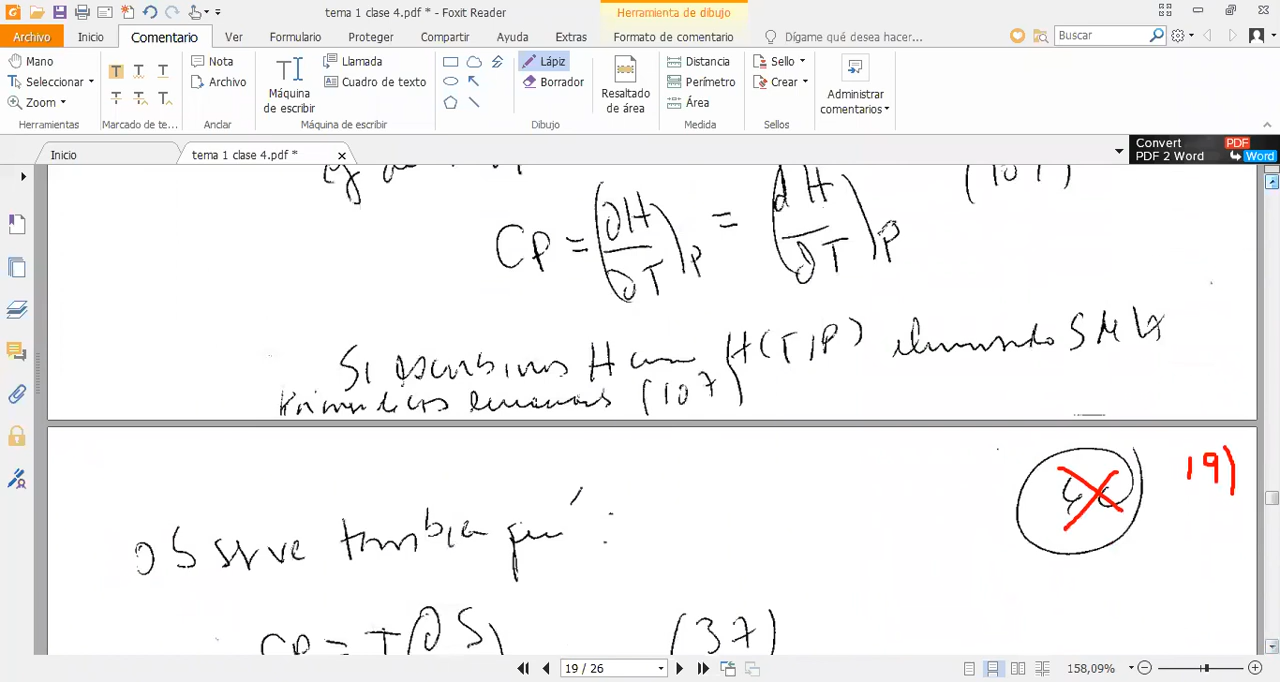 tema 1 clase 4.pdf * - Foxit Reader
Herramienta de dibujo
Archivo Inicio Comentario Ver Formulario Proteger Compartir Ayuda Extras Formato de comentario Dígame qué desea hacer... Buscar
Mano
Seleccionar
Zoom
Herramientas
Marcado de te...
Nota
Archivo
Anclar
Máquina de escribir
Llamada
Cuadro de texto
Máquina de escribir
Lápiz
Borrador
Dibujo
Resaltado de área
Distancia
Perímetro
Área
Medida
Sello
Crear
Sellos
Administrar comentarios
Comentarios
Inicio
tema 1 clase 4.pdf *
Convert PDF
PDF 2 Word Word
CP = (∂H/∂T)P = (∂H/∂T)P
Si escribimos H como H(T,P)
(107)
19)
Observe también que:
CP = T(∂S (37)
19 / 26
158,09%